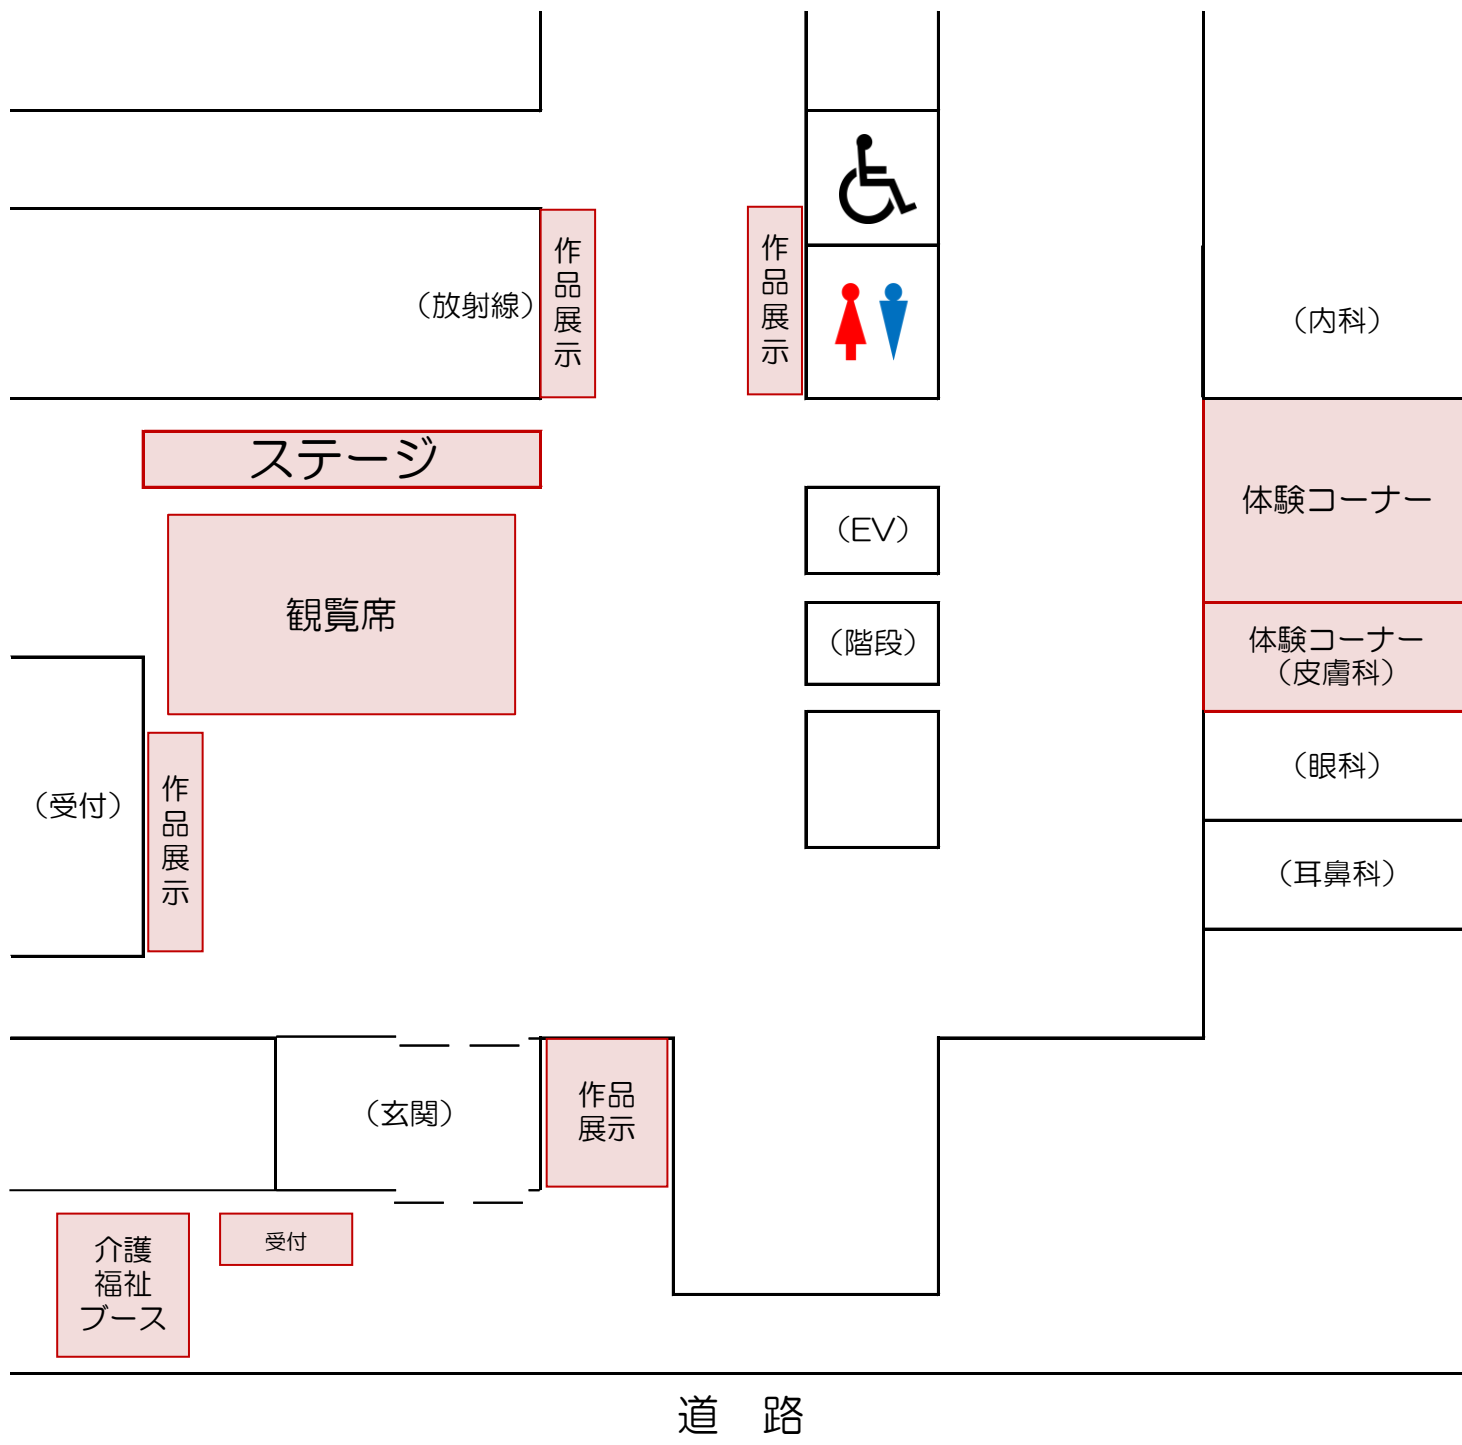 作品展示
作品展示
（放射線）
（内科）
ステージ
体験コーナー
（EV）
観覧席
（階段）
体験コーナー
（皮膚科）
（眼科）
（受付）
作品展示
（耳鼻科）
（玄関）
作品
展示
介護
福祉
ブース
受付
道　路